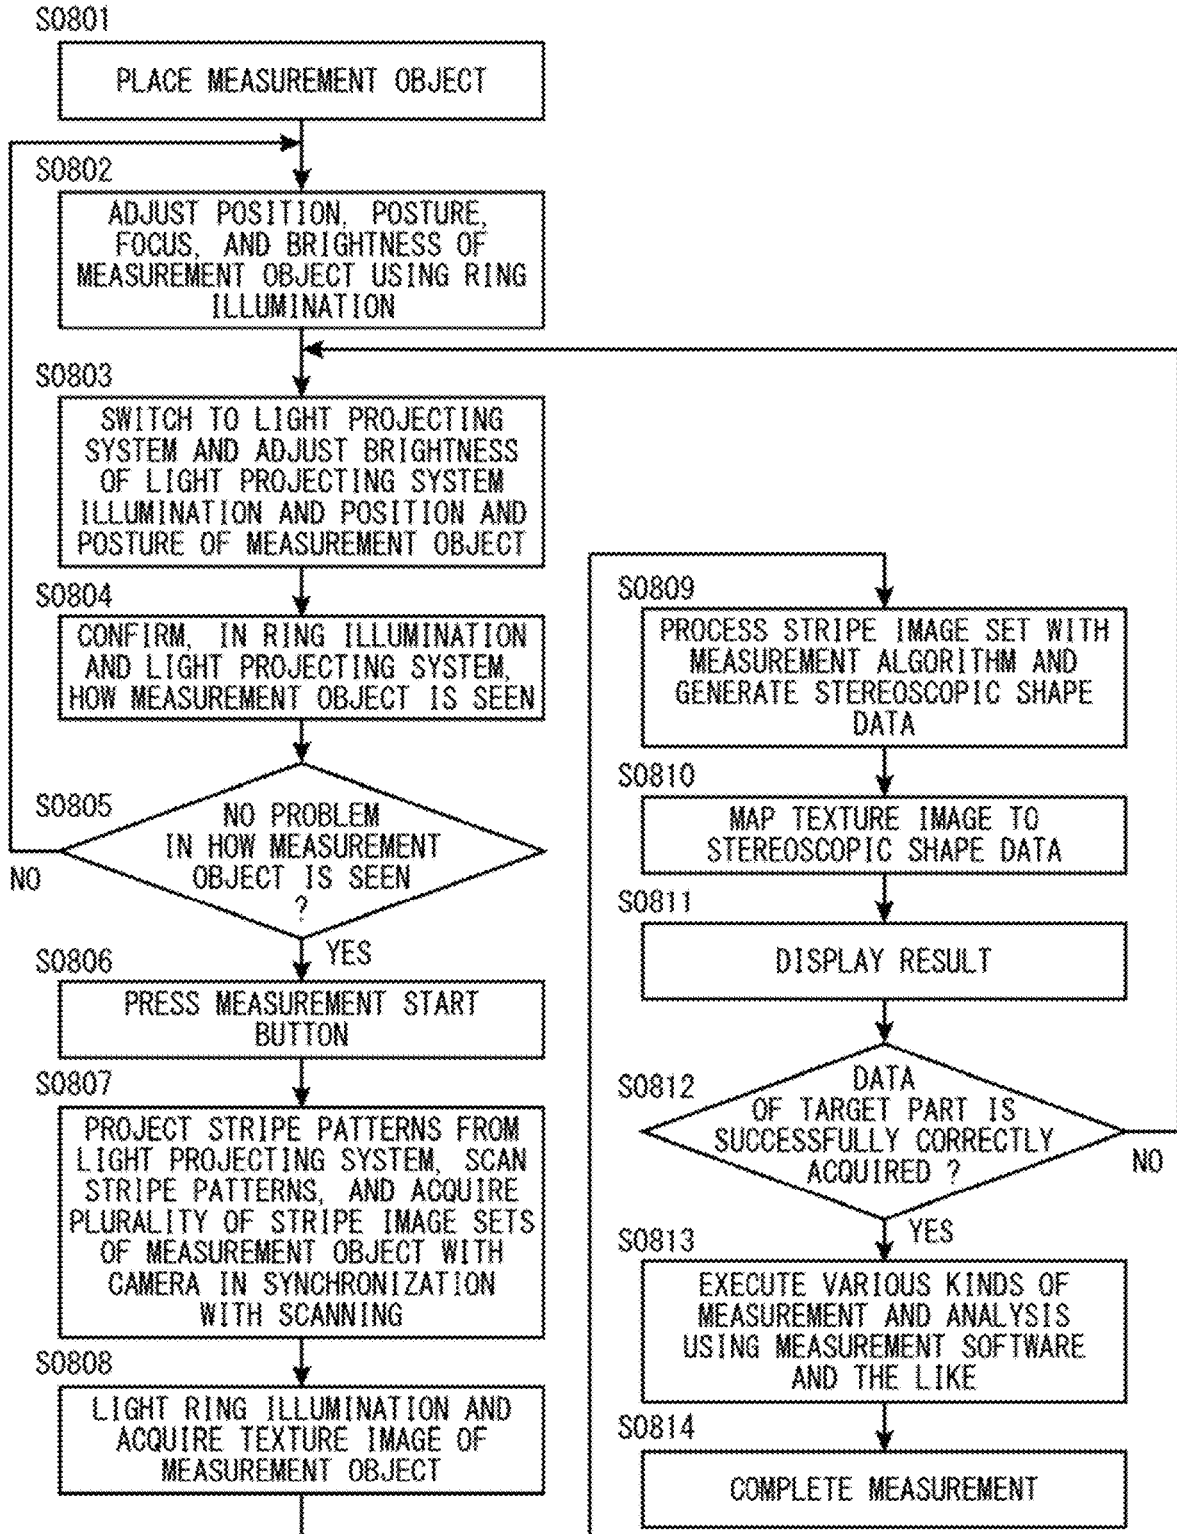 S0801
PLACE MEASUREMENT OBJECT
S0802
ADJUST POSITION, POSTURE,
FOCUS, AND BRIGHTNESS OF
MEASUREMENT OBJECT USING RING
ILLUMINATION
S0803
SWITCH TO LIGHT PROJECTING
SYSTEM AND ADJUST BRIGHTNESS
OF LIGHT PROJECTING SYSTEM
ILLUMINATION AND POSITION AND
POSTURE OF MEASUREMENT OBJECT
S0804
CONFIRM, IN RING ILLUMINATION
AND LIGHT PROJECTING SYSTEM,
HOW MEASUREMENT OBJECT IS SEEN
S0805
NO PROBLEM
IN HOW MEASUREMENT
OBJECT IS SEEN
?
NO
YES
S0806
PRESS MEASUREMENT START
BUTTON
S0807
PROJECT STRIPE PATTERNS FROM
LIGHT PROJECTING SYSTEM, SCAN
STRIPE PATTERNS, AND ACQUIRE
PLURALITY OF STRIPE IMAGE SETS
OF MEASUREMENT OBJECT WITH
CAMERA IN SYNCHRONIZATION
WITH SCANNING
S0808
LIGHT RING ILLUMINATION AND
ACQUIRE TEXTURE IMAGE OF
MEASUREMENT OBJECT
S0809
PROCESS STRIPE IMAGE SET WITH
MEASUREMENT ALGORITHM AND
GENERATE STEREOSCOPIC SHAPE
DATA
S0810
MAP TEXTURE IMAGE TO
STEREOSCOPIC SHAPE DATA
S0811
DISPLAY RESULT
S0812
DATA
OF TARGET PART IS
SUCCESSFULLY CORRECTLY
ACQUIRED ?
NO
YES
S0813
EXECUTE VARIOUS KINDS OF
MEASUREMENT AND ANALYSIS
USING MEASUREMENT SOFTWARE
AND THE LIKE
S0814
COMPLETE MEASUREMENT